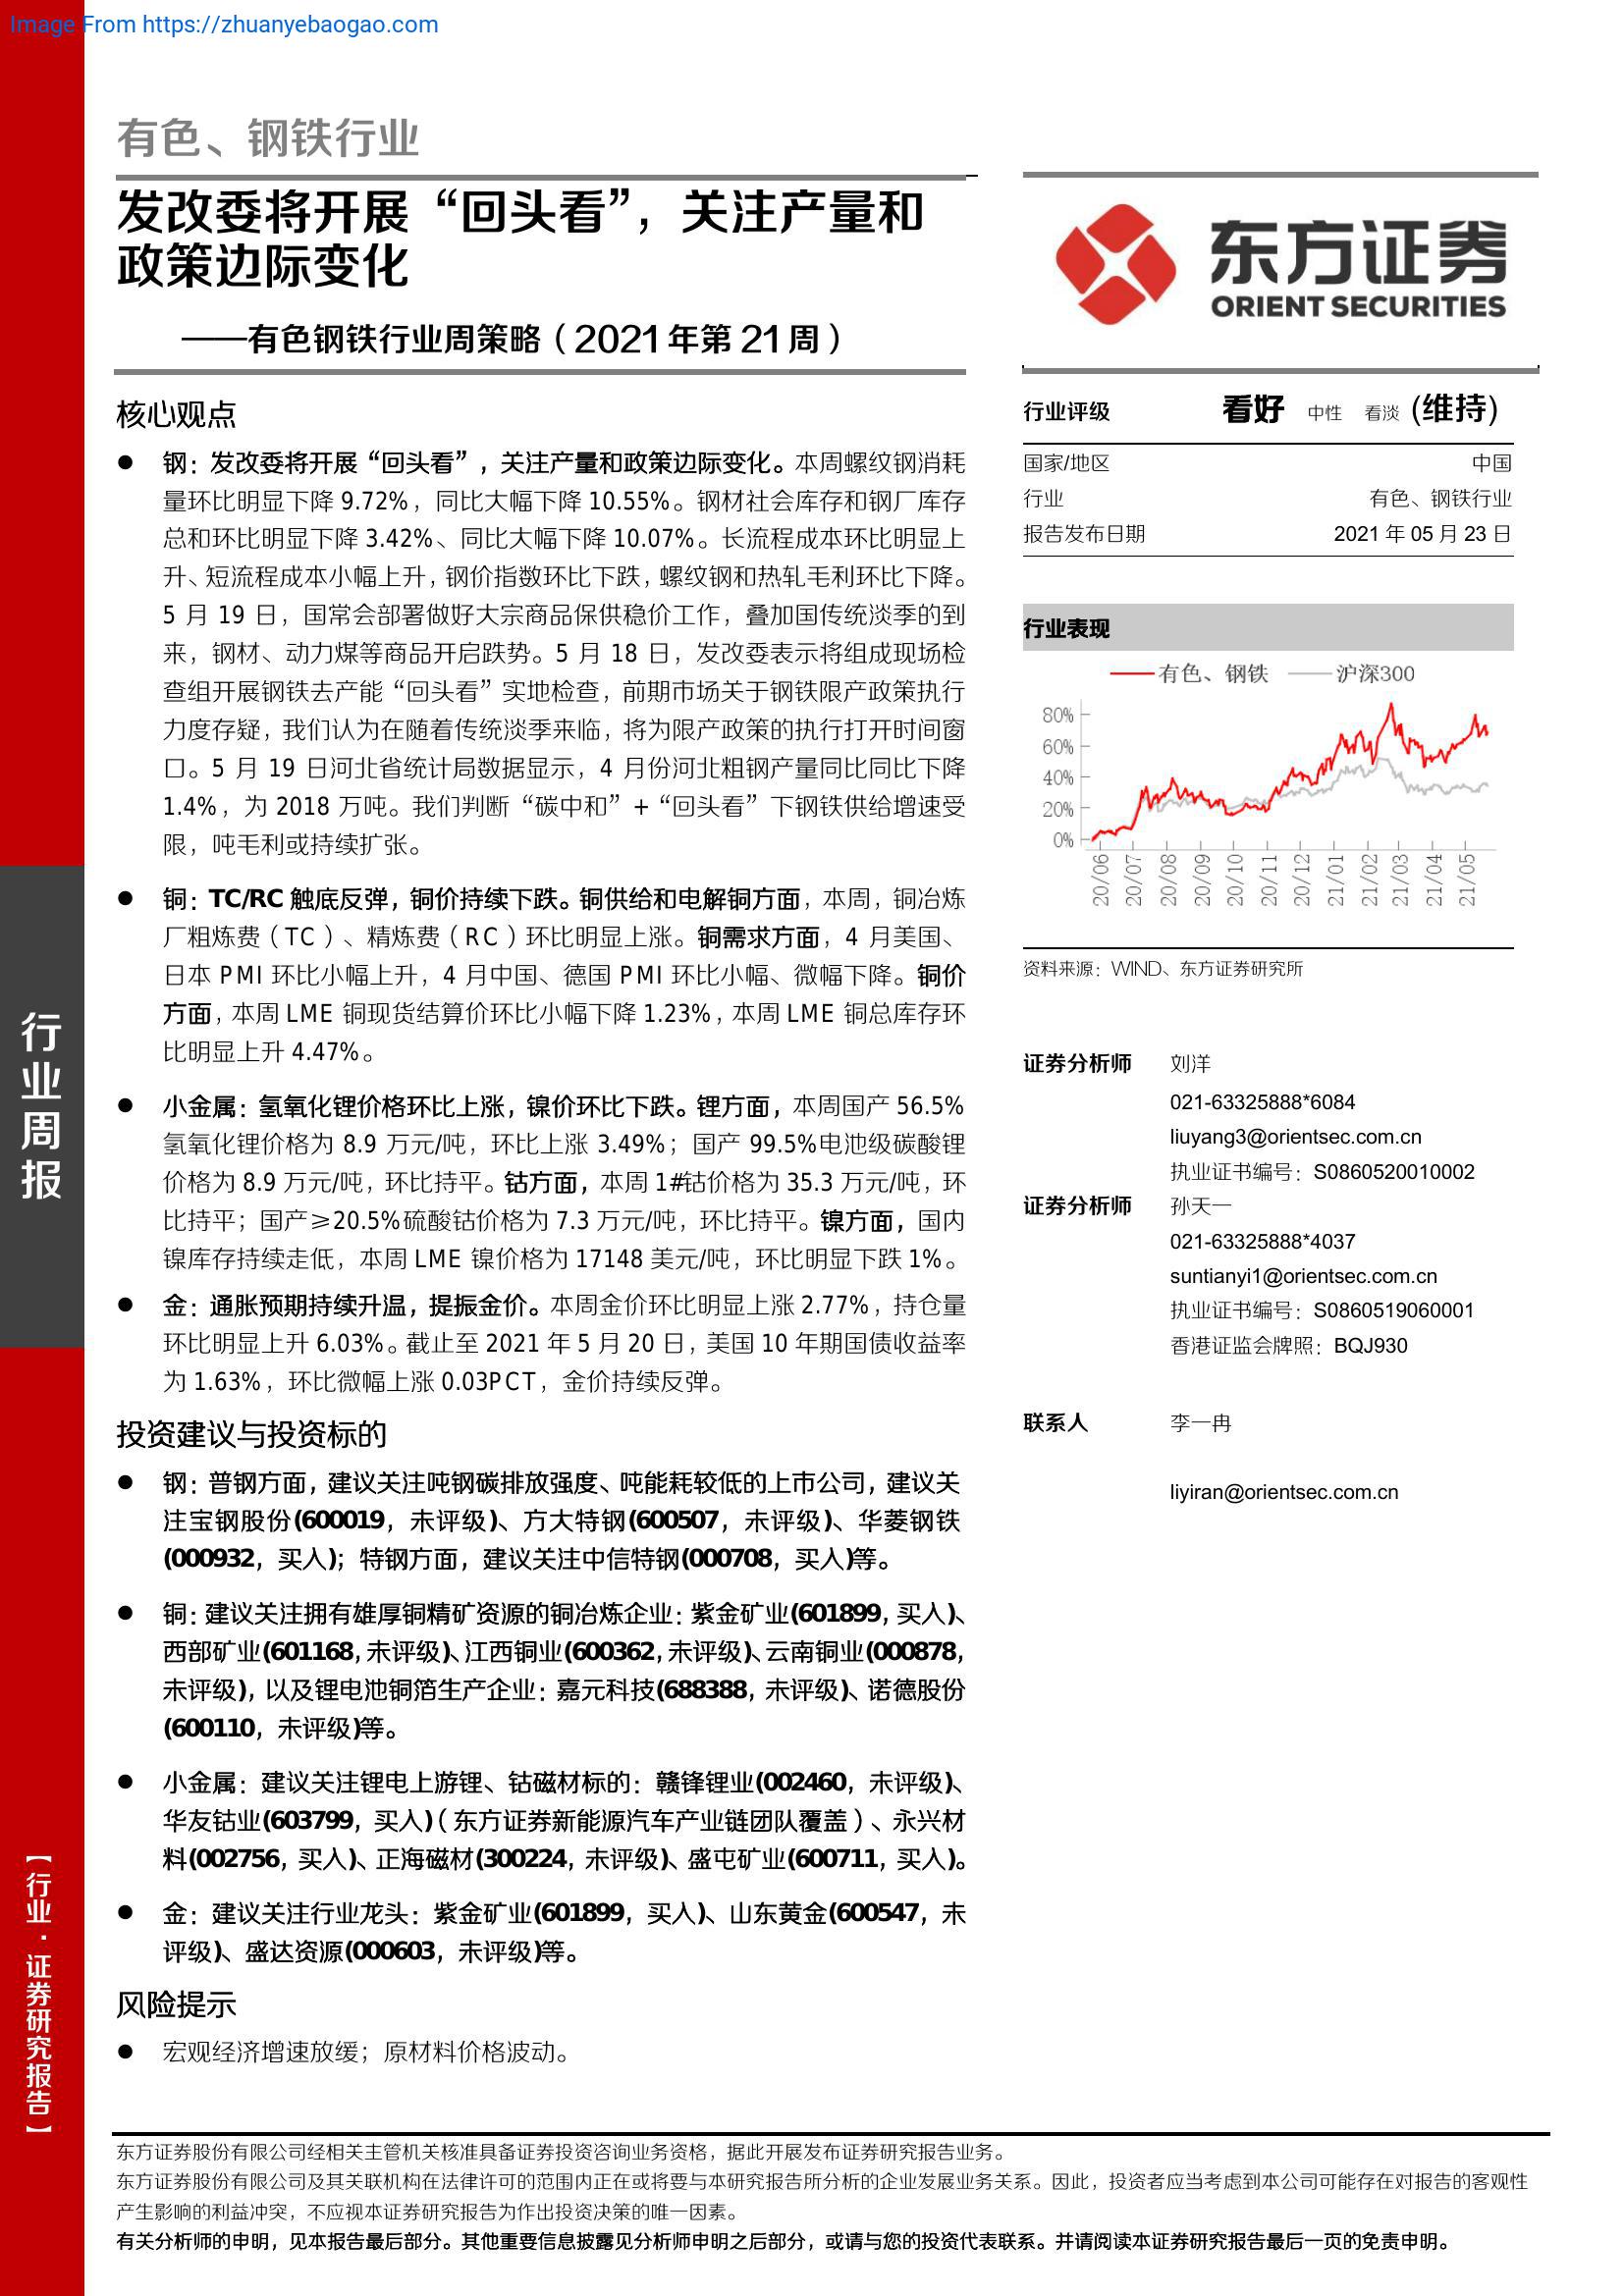 Image From https://zhuanyebaogao.com
有色、钢铁行业
发改委将开展“回头看”，关注产量和
政策边际变化
——有色钢铁行业周策略（2021年第21周）
核心观点
● 钢：发改委将开展“回头看”，关注产量和政策边际变化。本周螺纹钢消耗
量环比明显下降 9.72%，同比大幅下降 10.55%。钢材社会库存和钢厂库存
总和环比明显下降 3.42%、同比大幅下降 10.07%。长流程成本环比明显上
升、短流程成本小幅上升，钢价指数环比下跌，螺纹钢和热轧毛利环比下降。
5 月 19 日，国常会部署做好大宗商品保供稳价工作，叠加国传统淡季的到
来，钢材、动力煤等商品开启跌势。5 月 18 日，发改委表示将组成现场检
查组开展钢铁去产能“回头看”实地检查，前期市场关于钢铁限产政策执行
力度存疑，我们认为在随着传统淡季来临，将为限产政策的执行打开时间窗
口。5 月 19 日河北省统计局数据显示，4 月份河北粗钢产量同比同比下降
1.4%，为 2018 万吨。我们判断“碳中和”+“回头看”下钢铁供给增速受
限，吨毛利或持续扩张。
● 铜：TC/RC 触底反弹，铜价持续下跌。铜供给和电解铜方面，本周，铜冶炼
厂粗炼费（TC）、精炼费（RC）环比明显上涨。铜需求方面，4 月美国、
日本 PMI 环比小幅上升，4 月中国、德国 PMI 环比小幅、微幅下降。铜价
方面，本周 LME 铜现货结算价环比小幅下降 1.23%，本周 LME 铜总库存环
比明显上升 4.47%。
● 小金属：氢氧化锂价格环比上涨，镍价环比下跌。锂方面，本周国产 56.5%
氢氧化锂价格为 8.9 万元/吨，环比上涨 3.49%；国产 99.5%电池级碳酸锂
价格为 8.9 万元/吨，环比持平。钴方面，本周 1#钴价格为 35.3 万元/吨，环
比持平；国产≥20.5%硫酸钴价格为 7.3 万元/吨，环比持平。镍方面，国内
镍库存持续走低，本周 LME 镍价格为 17148 美元/吨，环比明显下跌 1%。
● 金：通胀预期持续升温，提振金价。本周金价环比明显上涨 2.77%，持仓量
环比明显上升 6.03%。截止至 2021 年 5 月 20 日，美国 10 年期国债收益率
为 1.63%，环比微幅上涨 0.03PCT，金价持续反弹。
投资建议与投资标的
● 钢：普钢方面，建议关注吨钢碳排放强度、吨能耗较低的上市公司，建议关
注宝钢股份(600019，未评级)、方大特钢(600507，未评级)、华菱钢铁
(000932，买入)；特钢方面，建议关注中信特钢(000708，买入)等。
● 铜：建议关注拥有雄厚铜精矿资源的铜冶炼企业：紫金矿业(601899，买入)、
西部矿业(601168，未评级)、江西铜业(600362，未评级)、云南铜业(000878，
未评级)，以及锂电池铜箔生产企业：嘉元科技(688388，未评级)、诺德股份
(600110，未评级)等。
● 小金属：建议关注锂电上游锂、钴磁材标的：赣锋锂业(002460，未评级)、
华友钴业(603799，买入)（东方证券新能源汽车产业链团队覆盖）、永兴材
料(002756，买入)、正海磁材(300224，未评级)、盛屯矿业(600711，买入)。
● 金：建议关注行业龙头：紫金矿业(601899，买入)、山东黄金(600547，未
评级)、盛达资源(000603，未评级)等。
风险提示
● 宏观经济增速放缓；原材料价格波动。
东方证券
ORIENT SECURITIES
行业评级 看好 中性 看淡 (维持)
国家/地区 中国
行业 有色、钢铁行业
报告发布日期 2021 年 05 月 23 日
行业表现
有色、钢铁 沪深300
80%
60%
40%
20%
0%
20/06 20/07 20/08 20/09 20/10 20/11 20/12 21/01 21/02 21/03 21/04 21/05
资料来源：WIND、东方证券研究所
证券分析师 刘洋
021-63325888*6084
liuyang3@orientsec.com.cn
执业证书编号：S0860520010002
证券分析师 孙天一
021-63325888*4037
suntianyi1@orientsec.com.cn
执业证书编号：S0860519060001
香港证监会牌照：BQJ930
联系人 李一冉
liyiran@orientsec.com.cn
行业周报
【行业·证券研究报告】
东方证券股份有限公司经相关主管机关核准具备证券投资咨询业务资格，据此开展发布证券研究报告业务。
东方证券股份有限公司及其关联机构在法律许可的范围内正在或将要与本研究报告所分析的企业发展业务关系。因此，投资者应当考虑到本公司可能存在对报告的客观性
产生影响的利益冲突，不应视本证券研究报告为作出投资决策的唯一因素。
有关分析师的申明，见本报告最后部分。其他重要信息披露见分析师申明之后部分，或请与您的投资代表联系。并请阅读本证券研究报告最后一页的免责申明。